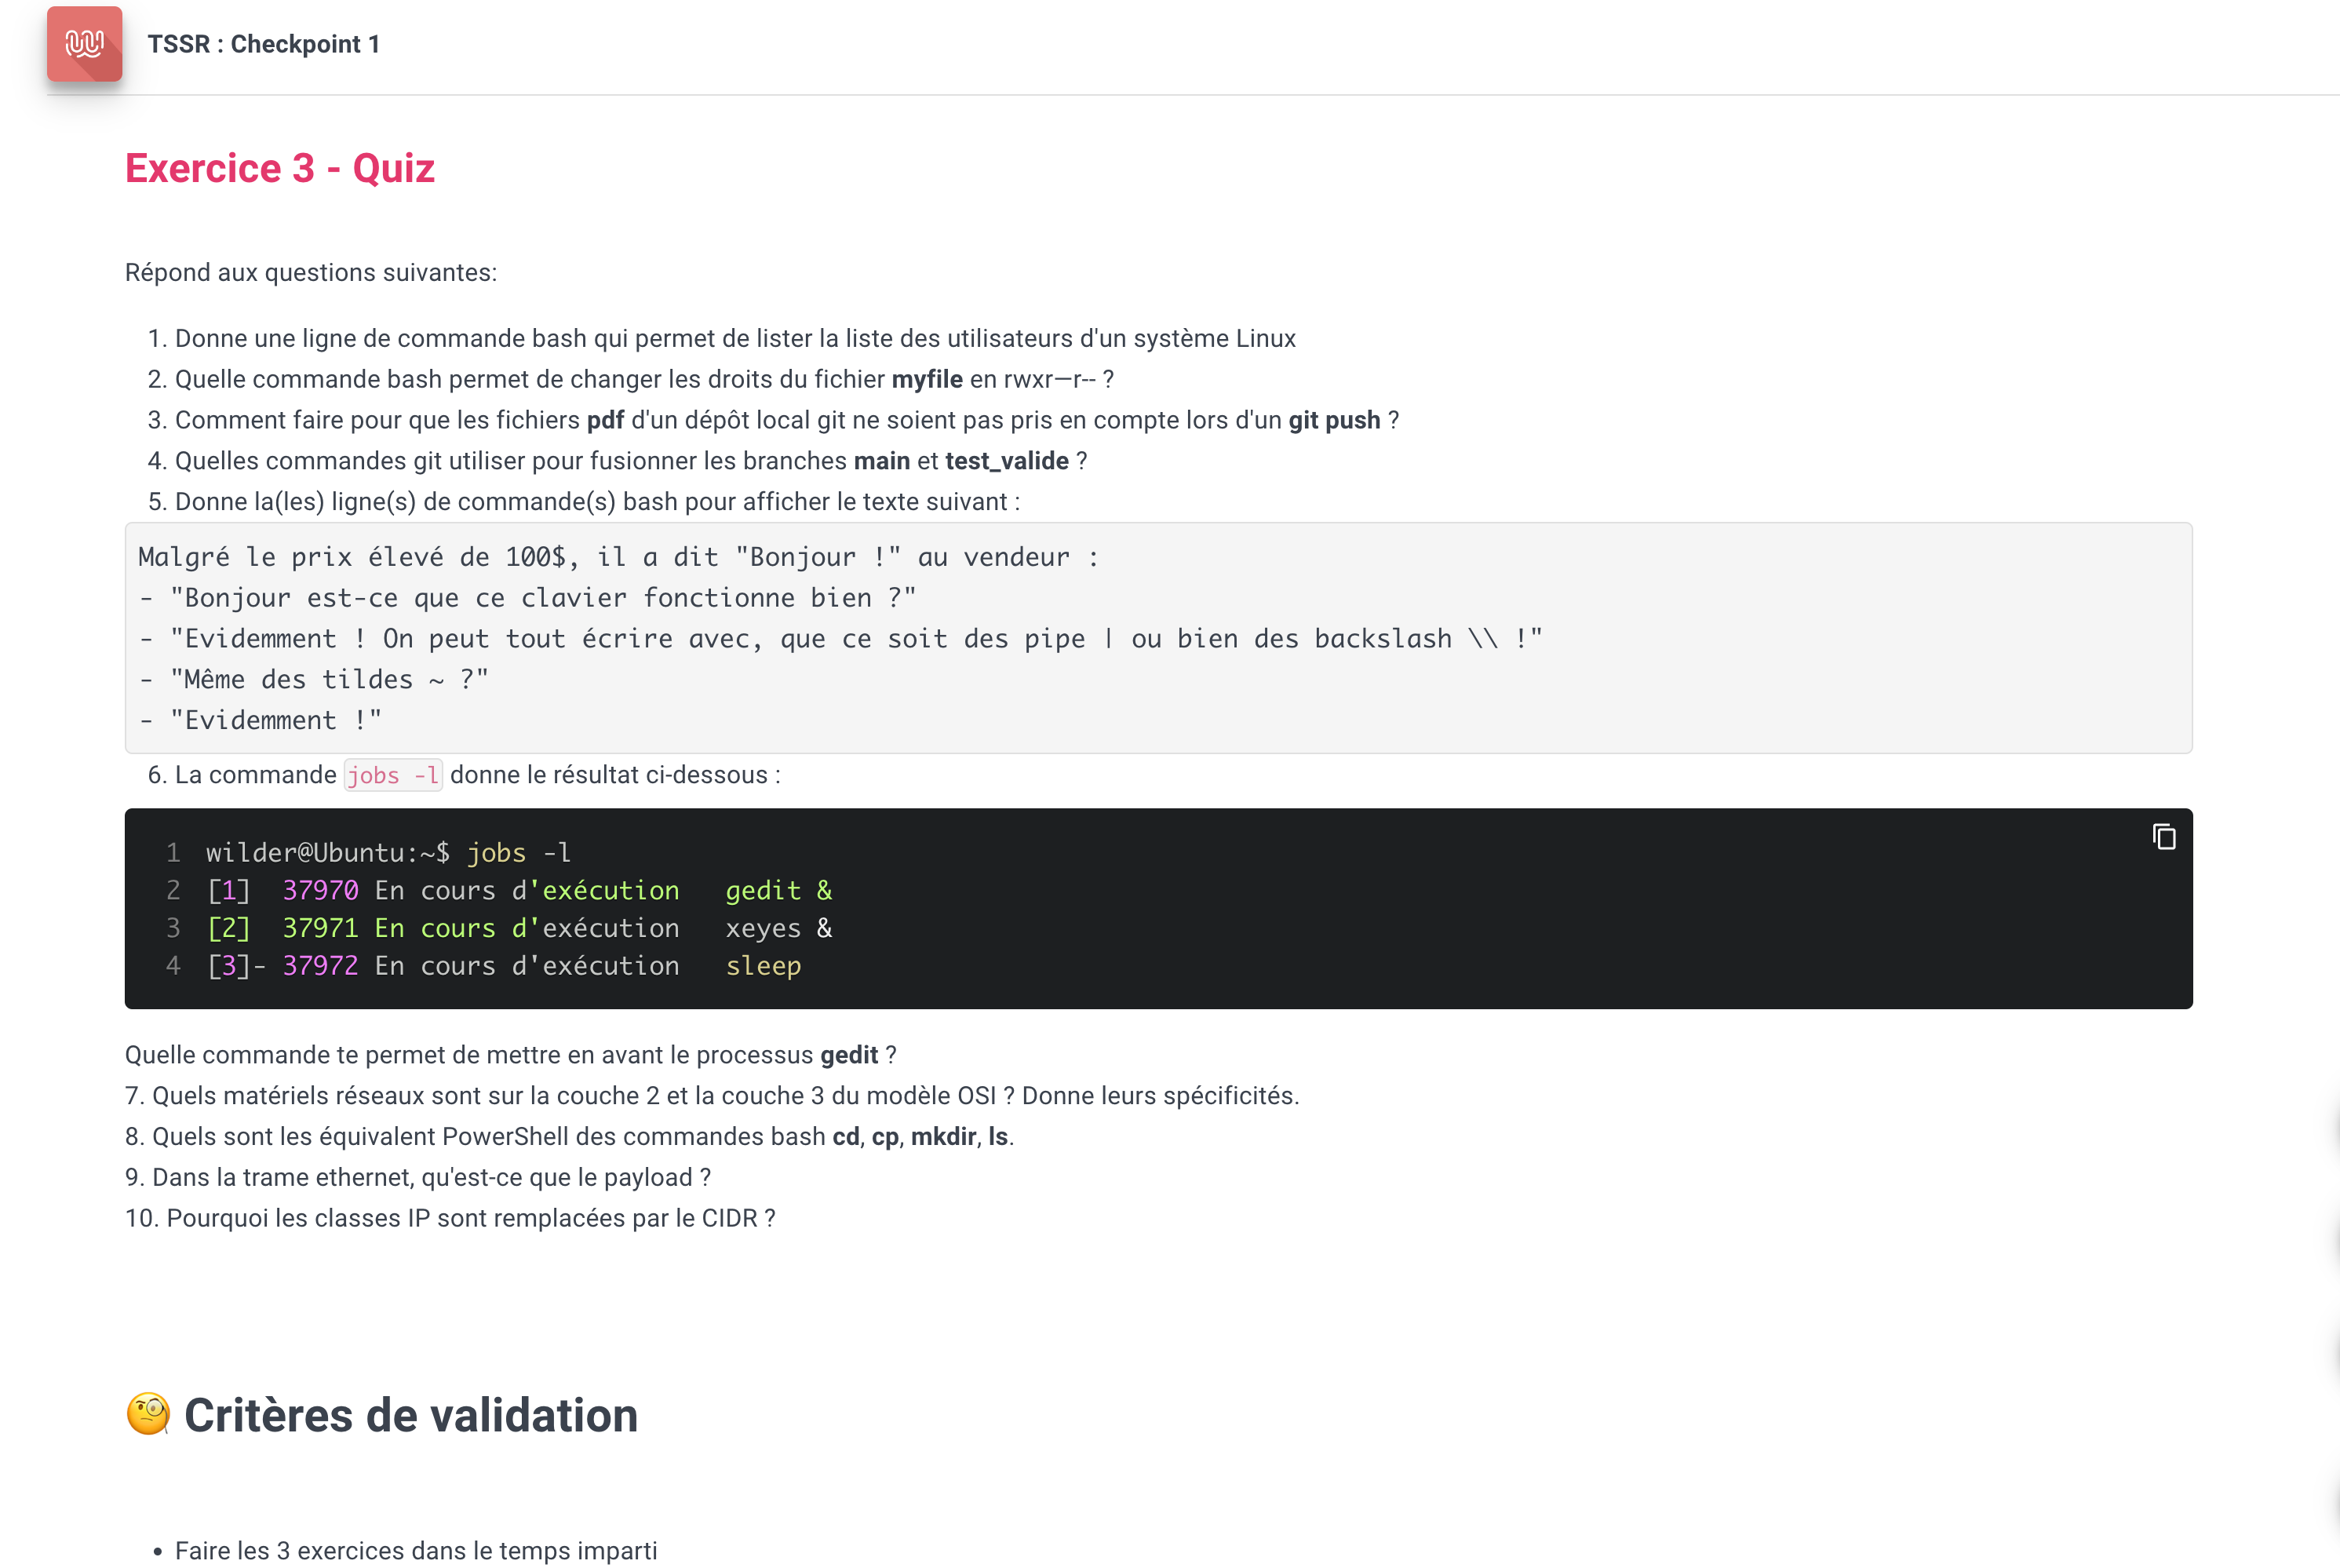 TSSR : Checkpoint 1
Exercice 3 - Quiz
Répond aux questions suivantes:
1. Donne une ligne de commande bash qui permet de lister la liste des utilisateurs d'un système Linux
2. Quelle commande bash permet de changer les droits du fichier myfile en rwxr—r-- ?
3. Comment faire pour que les fichiers pdf d'un dépôt local git ne soient pas pris en compte lors d'un git push ?
4. Quelles commandes git utiliser pour fusionner les branches main et test_valide ?
5. Donne la(les) ligne(s) de commande(s) bash pour afficher le texte suivant :
Malgré le prix élevé de 100$, il a dit "Bonjour !" au vendeur :
- "Bonjour est-ce que ce clavier fonctionne bien ?"
- "Evidemment ! On peut tout écrire avec, que ce soit des pipe | ou bien des backslash \\ !"
- "Même des tildes ~ ?"
- "Evidemment !"
6. La commande jobs -l donne le résultat ci-dessous :
1 wilder@Ubuntu:~$ jobs -l
2 [1]  37970 En cours d'exécution   gedit &
3 [2]  37971 En cours d'exécution   xeyes &
4 [3]- 37972 En cours d'exécution   sleep
Quelle commande te permet de mettre en avant le processus gedit ?
7. Quels matériels réseaux sont sur la couche 2 et la couche 3 du modèle OSI ? Donne leurs spécificités.
8. Quels sont les équivalent PowerShell des commandes bash cd, cp, mkdir, ls.
9. Dans la trame ethernet, qu'est-ce que le payload ?
10. Pourquoi les classes IP sont remplacées par le CIDR ?
🧐 Critères de validation
• Faire les 3 exercices dans le temps imparti